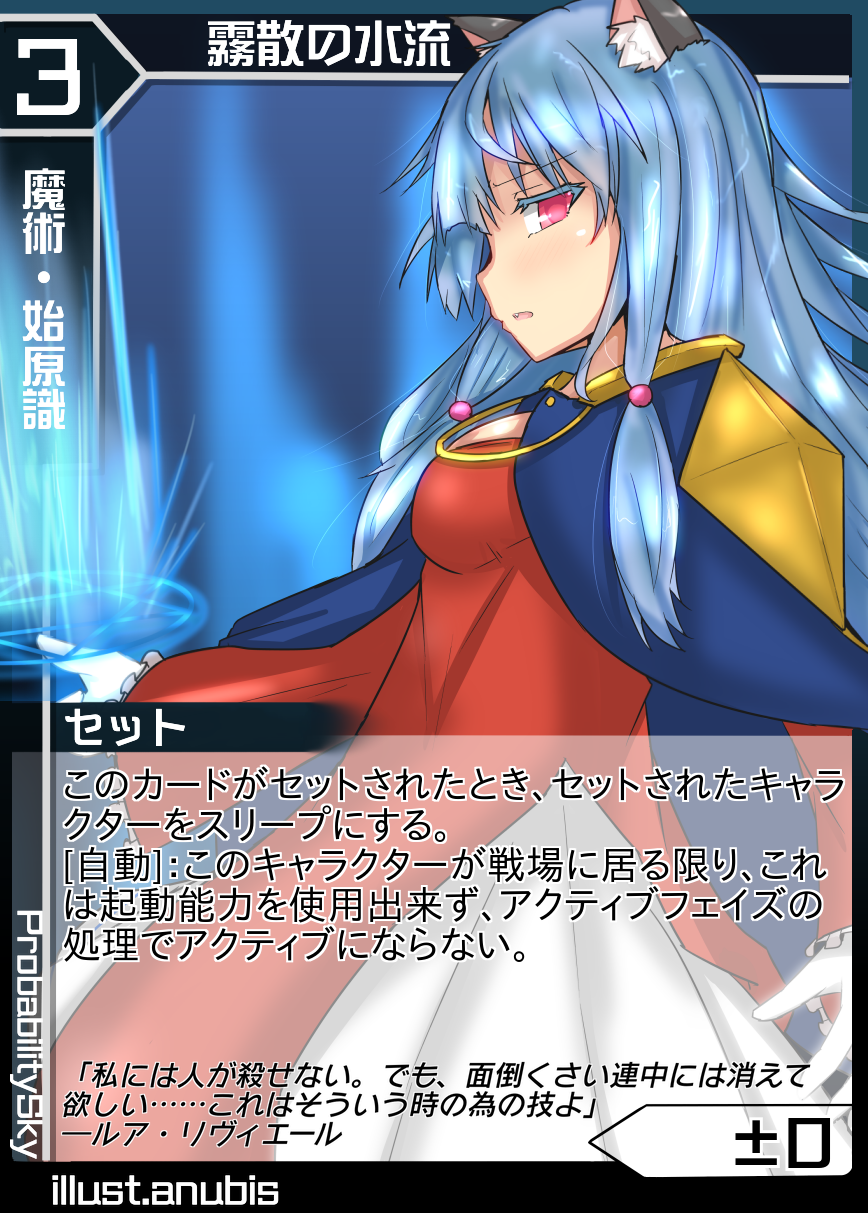 3
霧散の水流
魔術・始原識
セット
このカードがセットされたとき、セットされたキャラ
クターをスリープにする。
[自動]:このキャラクターが戦場に居る限り、これ
は起動能力を使用出来ず、アクティブフェイズの
処理でアクティブにならない。
「私には人が殺せない。でも、面倒くさい連中には消えて
欲しい……これはそういう時の為の技よ」
―ルア・リヴィエール
±0
ProbabilitySky
illust.anubis